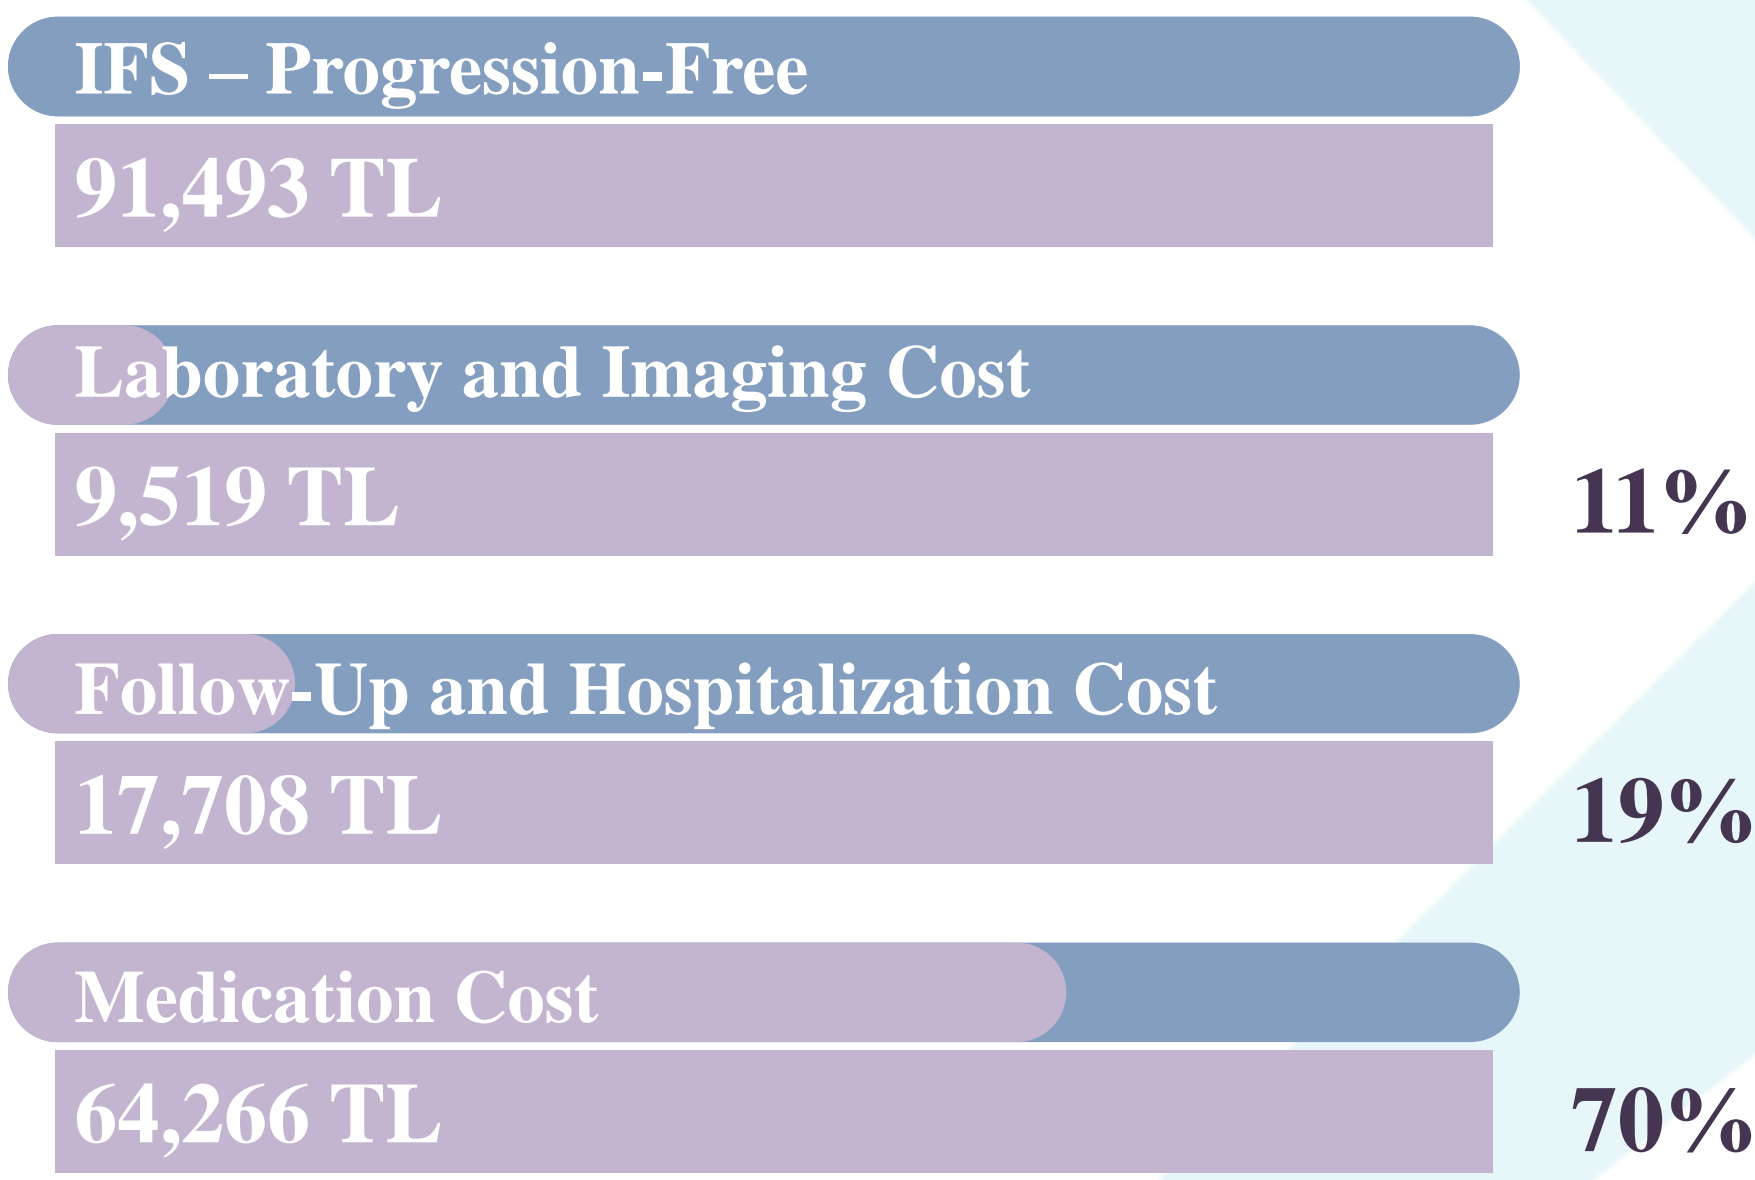 IFS – Progression-Free
91,493 TL
Laboratory and Imaging Cost
9,519 TL
11%
Follow-Up and Hospitalization Cost
17,708 TL
19%
Medication Cost
64,266 TL
70%